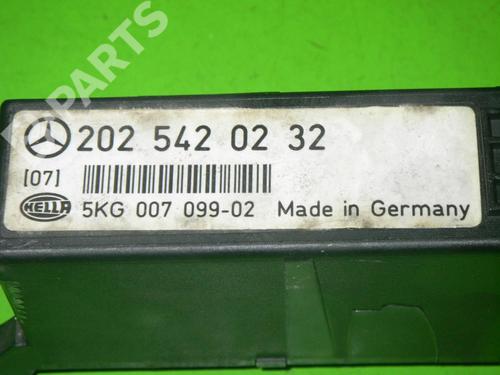 B PARTS
202 542 02 32
[07]
HELLA
5KG 007 099-02 Made in Germany